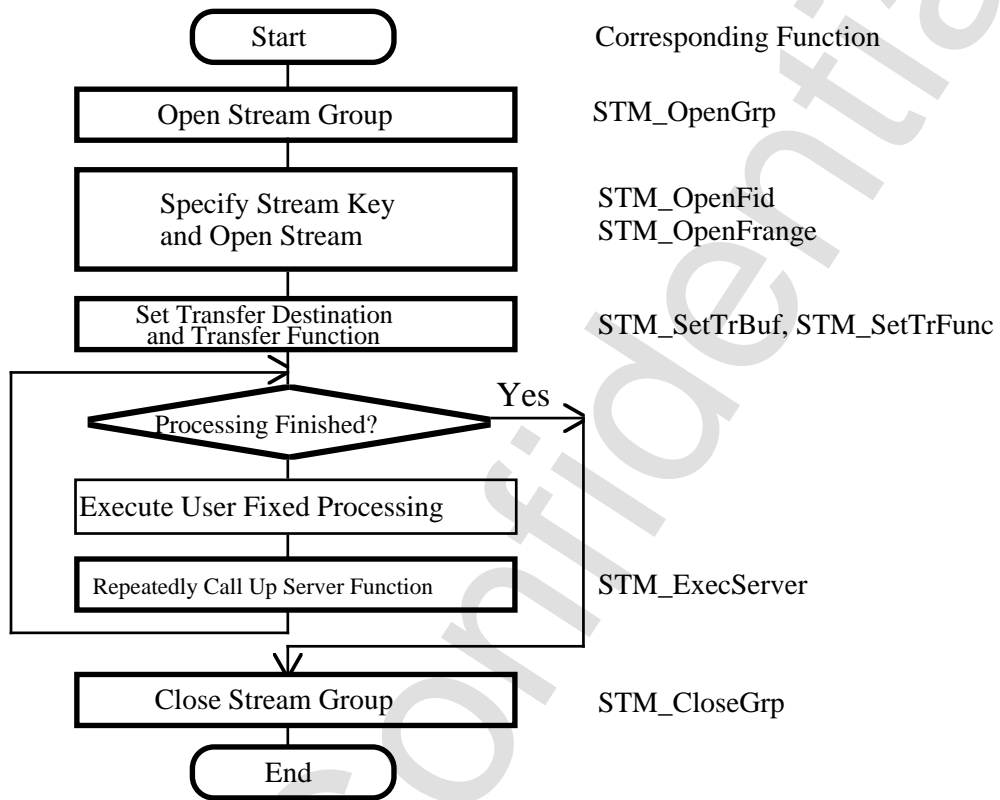 Start
Corresponding Function
Open Stream Group
STM_OpenGrp
Specify Stream Key
and Open Stream
STM_OpenFid
STM_OpenFrange
Set Transfer Destination
and Transfer Function
STM_SetTrBuf, STM_SetTrFunc
Yes
Processing Finished?
Execute User Fixed Processing
Repeatedly Call Up Server Function
STM_ExecServer
Close Stream Group
STM_CloseGrp
End
Confidential